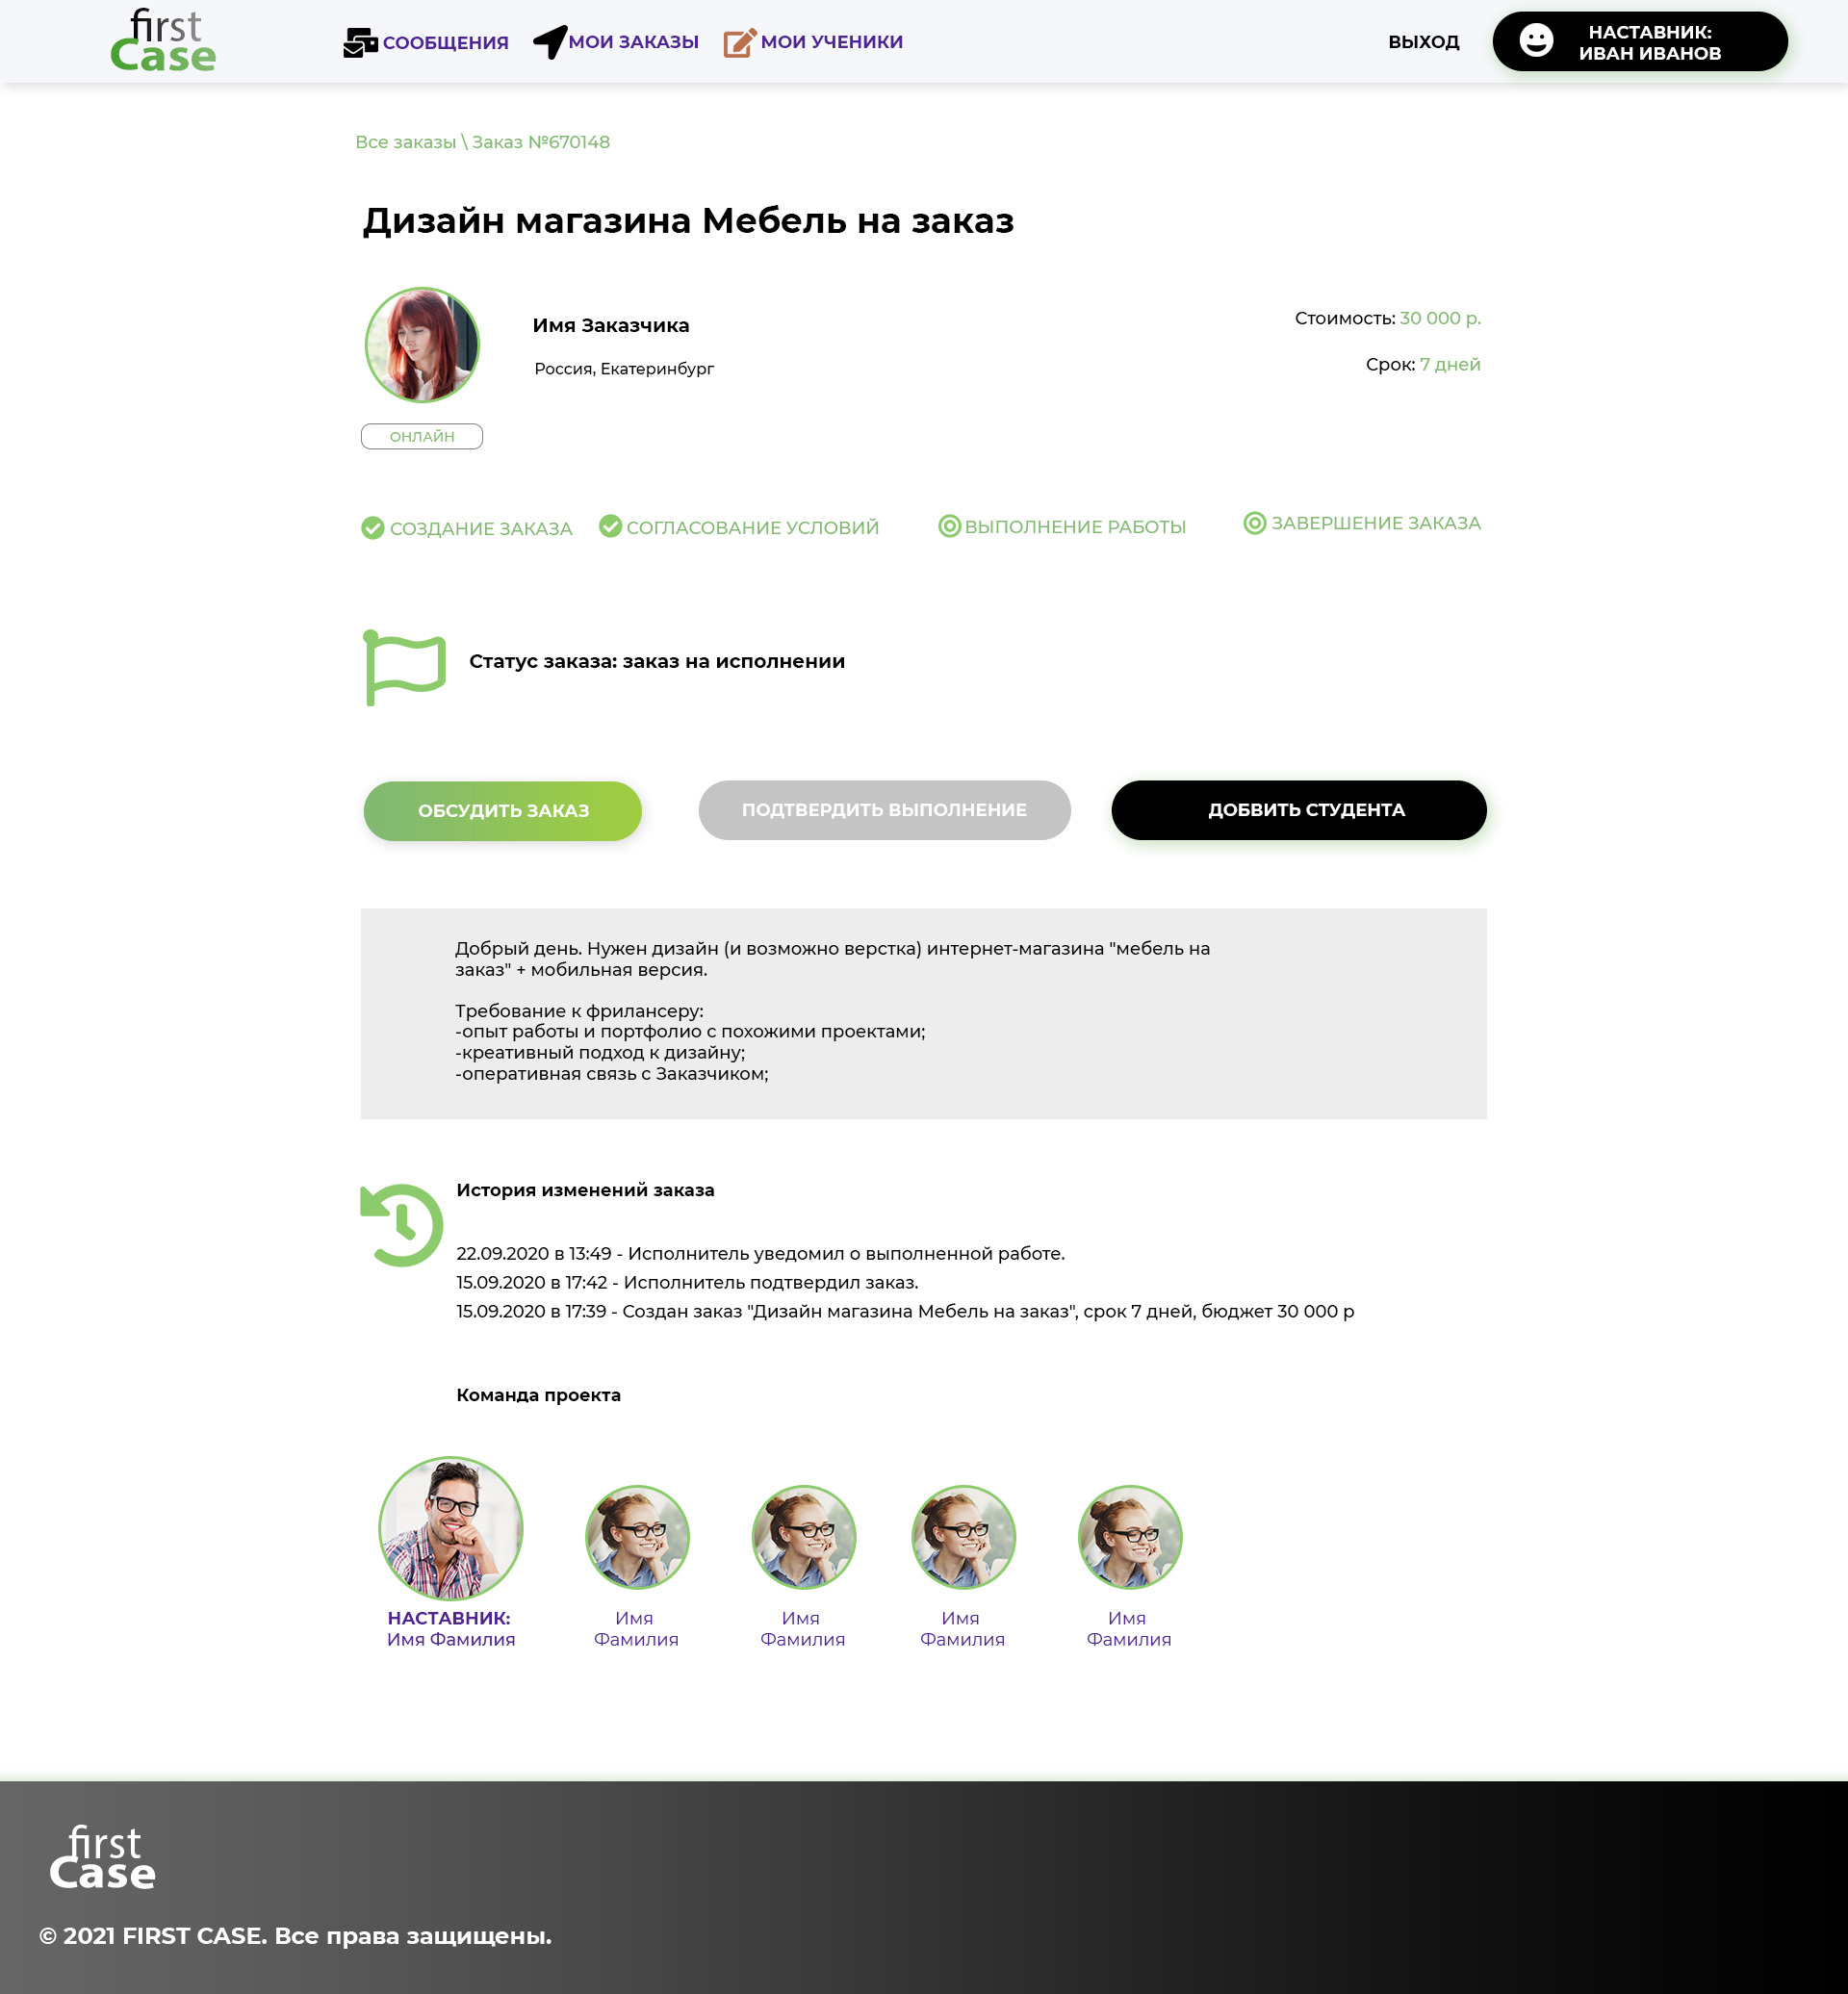 first
Case
СООБЩЕНИЯ
МОИ ЗАКАЗЫ
МОИ УЧЕНИКИ
ВЫХОД
НАСТАВНИК:
ИВАН ИВАНОВ
Все заказы \ Заказ №670148
Дизайн магазина Мебель на заказ
Имя Заказчика
Россия, Екатеринбург
Стоимость: 30 000 р.
Срок: 7 дней
ОНЛАЙН
СОЗДАНИЕ ЗАКАЗА
СОГЛАСОВАНИЕ УСЛОВИЙ
ВЫПОЛНЕНИЕ РАБОТЫ
ЗАВЕРШЕНИЕ ЗАКАЗА
Статус заказа: заказ на исполнении
ОБСУДИТЬ ЗАКАЗ
ПОДТВЕРДИТЬ ВЫПОЛНЕНИЕ
ДОБВИТЬ СТУДЕНТА
Добрый день. Нужен дизайн (и возможно верстка) интернет-магазина "мебель на
заказ" + мобильная версия.
Требование к фрилансеру:
-опыт работы и портфолио с похожими проектами;
-креативный подход к дизайну;
-оперативная связь с Заказчиком;
История изменений заказа
22.09.2020 в 13:49 - Исполнитель уведомил о выполненной работе.
15.09.2020 в 17:42 - Исполнитель подтвердил заказ.
15.09.2020 в 17:39 - Создан заказ "Дизайн магазина Мебель на заказ", срок 7 дней, бюджет 30 000 р
Команда проекта
НАСТАВНИК:
Имя Фамилия
Имя
Фамилия
Имя
Фамилия
Имя
Фамилия
Имя
Фамилия
first
Case
© 2021 FIRST CASE. Все права защищены.